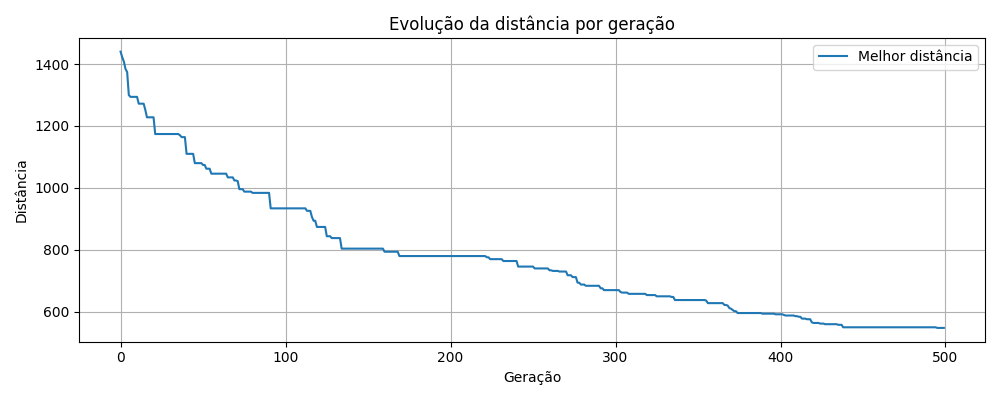 Evolução da distância por geração
Melhor distância
Distância
1400
1200
1000
800
600
0 100 200 300 400 500
Geração